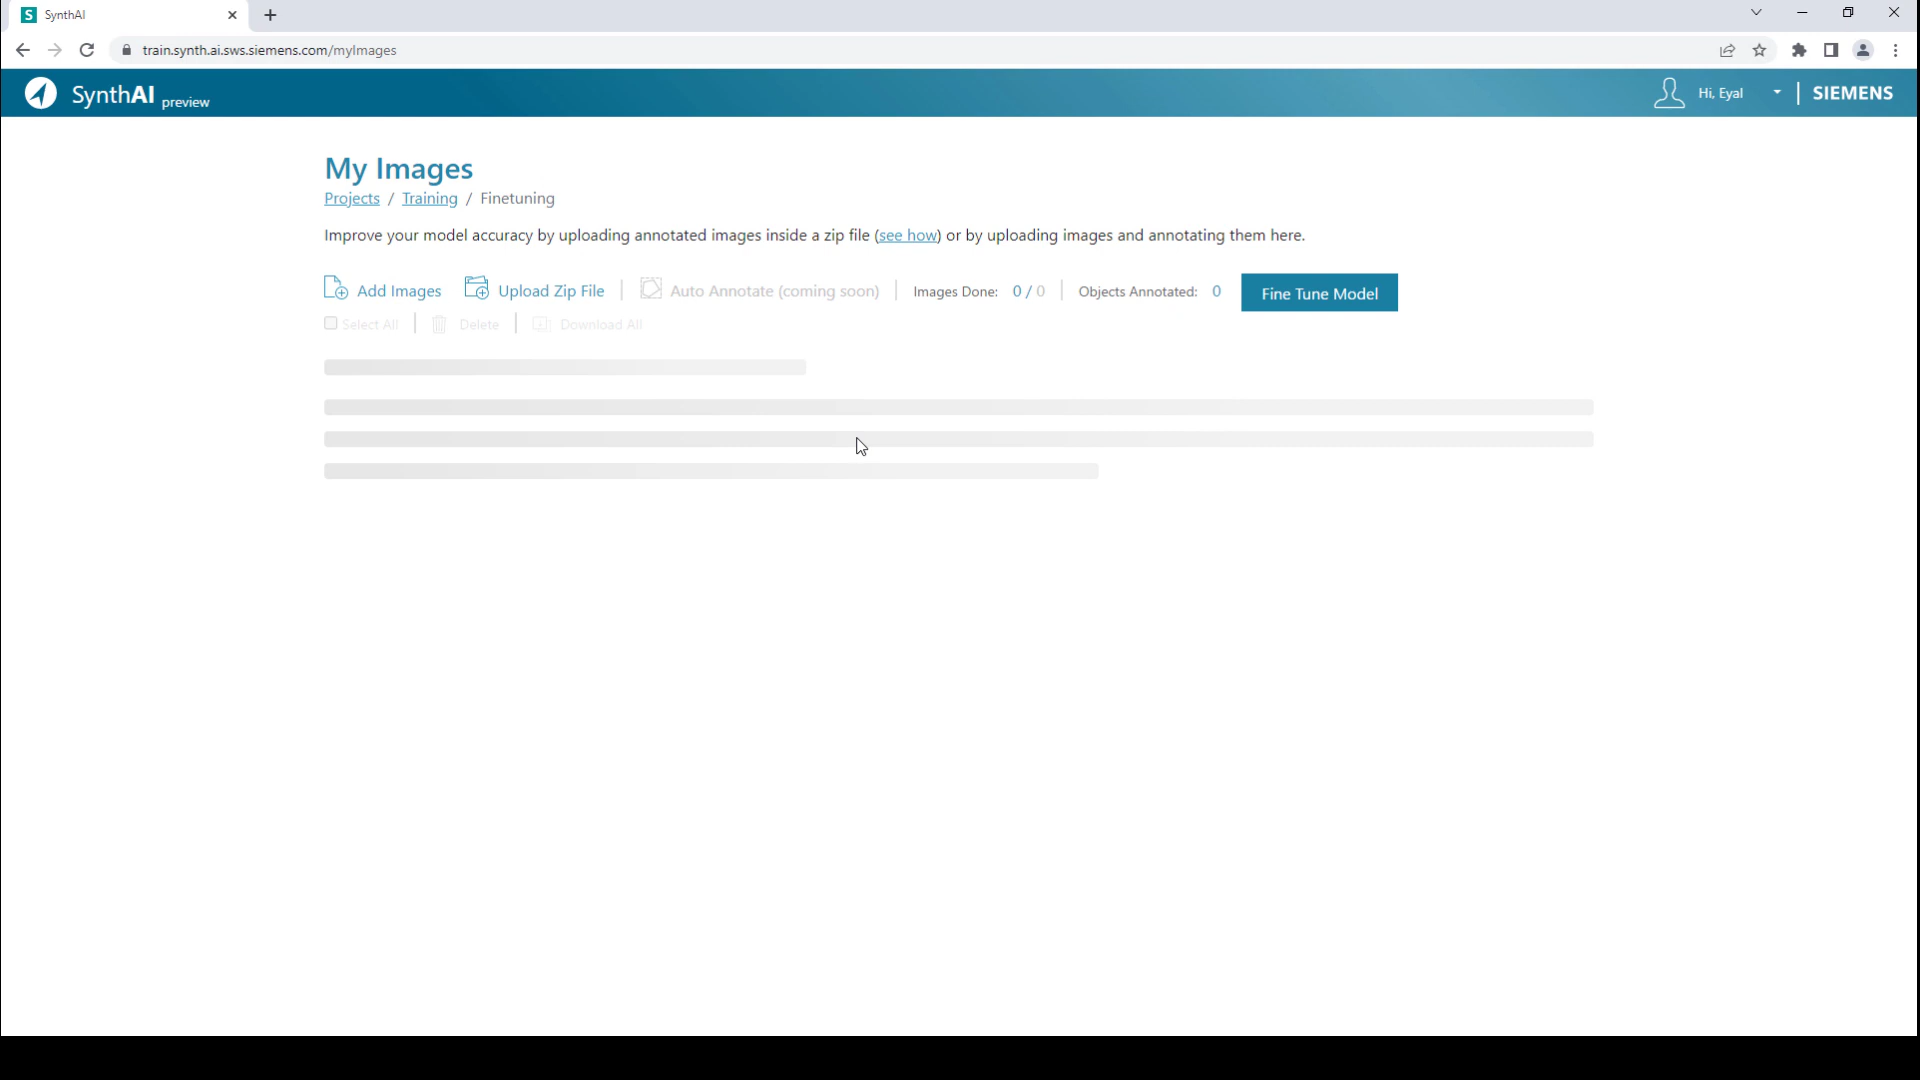 SynthAI
train.synth.ai.sws.siemens.com/myImages
SynthAI preview
Hi, Eyal
SIEMENS
My Images
Projects / Training / Finetuning
Improve your model accuracy by uploading annotated images inside a zip file (see how) or by uploading images and annotating them here.
Add Images Upload Zip File Auto Annotate (coming soon) Images Done: 0 / 0 Objects Annotated: 0 Fine Tune Model
Select All Delete Download All